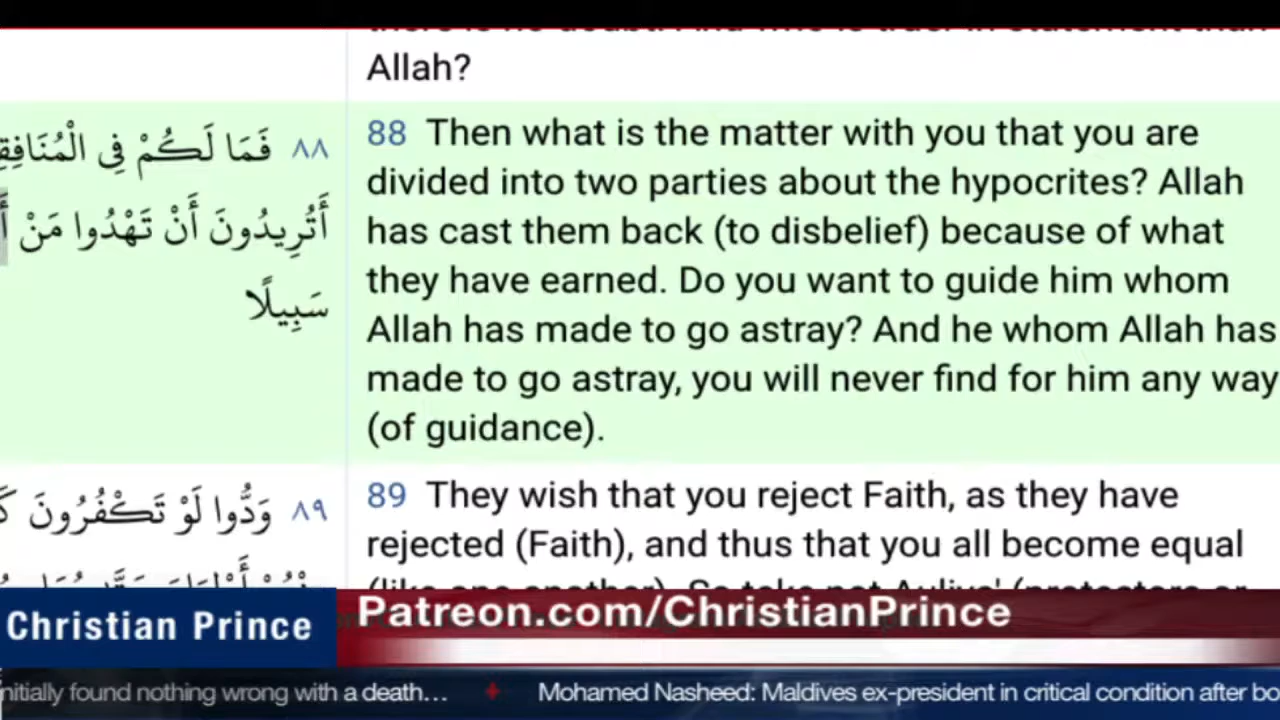 Allah?
٨٨ فَمَا لَكُمْ فِي
أَتُرِيدُونَ أَنْ تَهْدُوا مَنْ
سَبِيلًا
88 Then what is the matter with you that you are
divided into two parties about the hypocrites? Allah
has cast them back (to disbelief) because of what
they have earned. Do you want to guide him whom
Allah has made to go astray? And he whom Allah has
made to go astray, you will never find for him any way
(of guidance).
٨٩ وَدُّوا لَوْ تَكْفُرُونَ
89 They wish that you reject Faith, as they have
rejected (Faith), and thus that you all become equal
Christian Prince
Patreon.com/ChristianPrince
found nothing wrong with a death... Mohamed Nasheed: Maldives ex-president in critical condition after